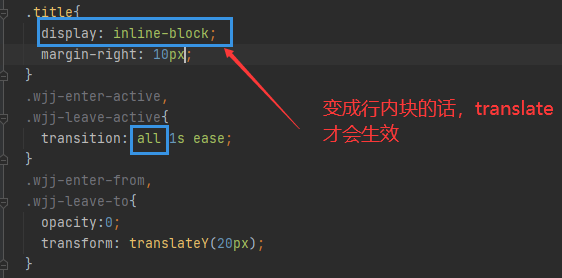 .title{
display: inline-block;
margin-right: 10px;
}
.wjj-enter-active,
.wjj-leave-active{
transition: all 1s ease;
}
.wjj-enter-from,
.wjj-leave-to{
opacity:0;
transform: translateY(20px);
}
变成行内块的话，translate
才会生效